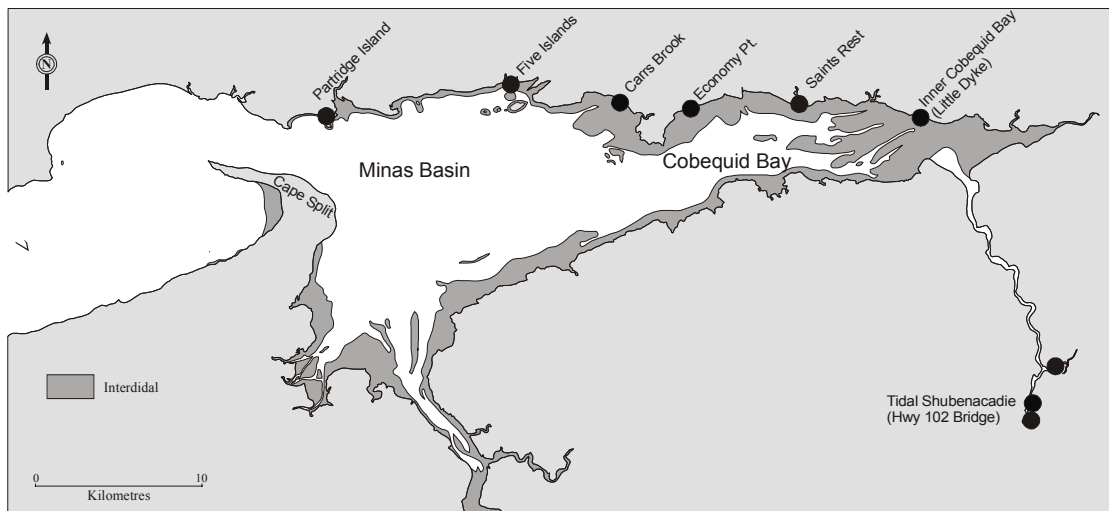 N
Partridge Island
Five Islands
Carrs Brook
Economy Pt.
Saints Rest
Inner Cobequid Bay
(Little Dyke)
Minas Basin
Cobequid Bay
Cape Split
Interdidal
Tidal Shubenacadie
(Hwy 102 Bridge)
0 10
Kilometres